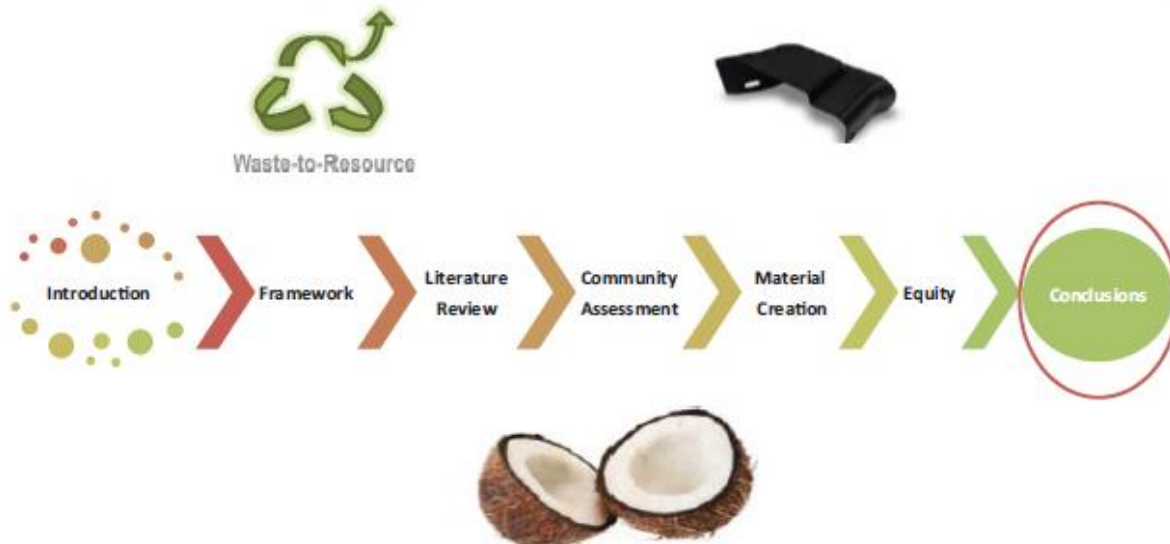 Waste-to-Resource
Introduction
Framework
Literature
Review
Community
Assessment
Material
Creation
Equity
Conclusions